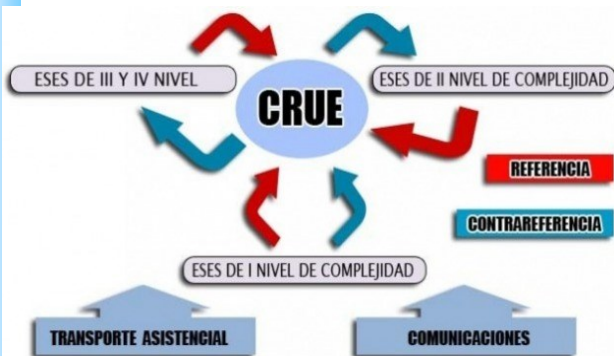 ESES DE III Y IV NIVEL
CRUE
ESES DE II NIVEL DE COMPLEJIDAD
REFERENCIA
CONTRAREFERENCIA
ESES DE I NIVEL DE COMPLEJIDAD
TRANSPORTE ASISTENCIAL
COMUNICACIONES